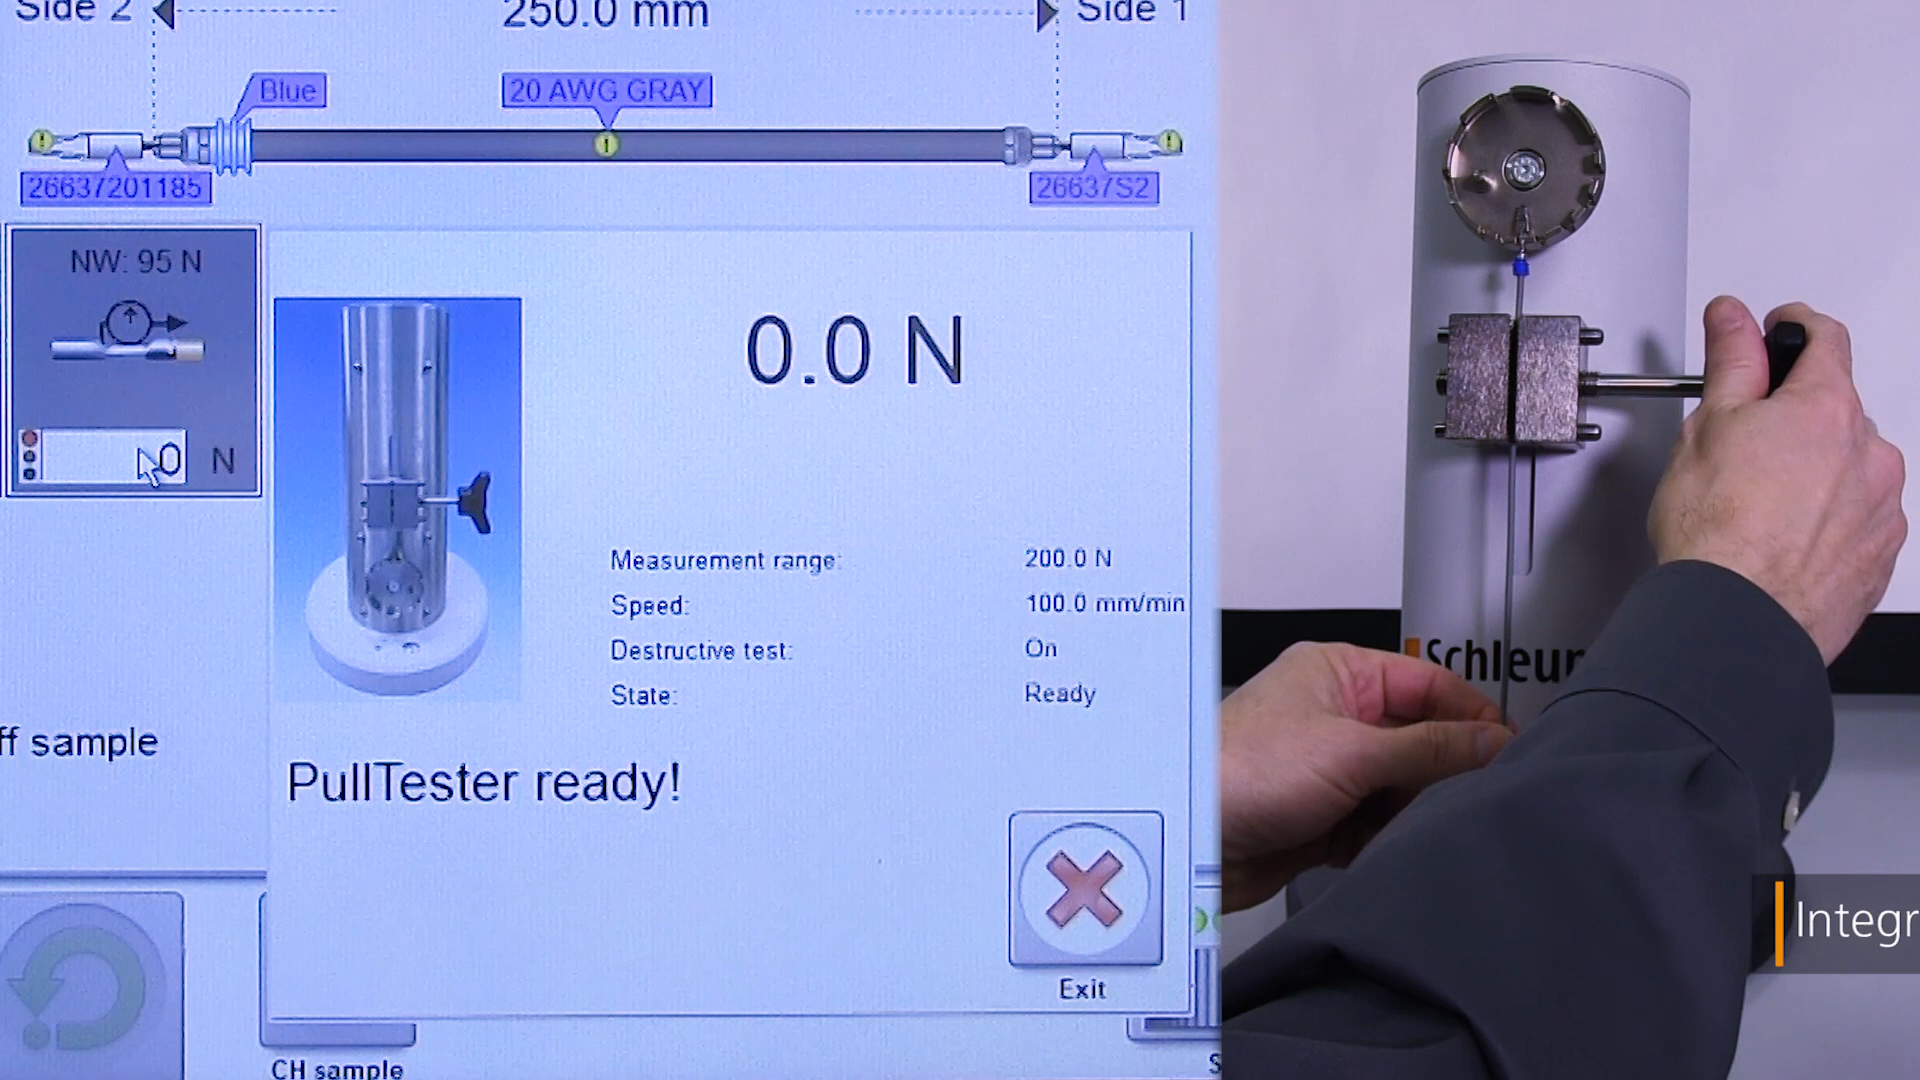 Side 2
250.0 mm
Side 1
Blue
20 AWG GRAY
26637201185
26637S2
NW: 95 N
0 N
0.0 N
Measurement range: 200.0 N
Speed: 100.0 mm/min
Destructive test: On
State: Ready
ff sample
PullTester ready!
Exit
CH sample
S
Schleun
Integr